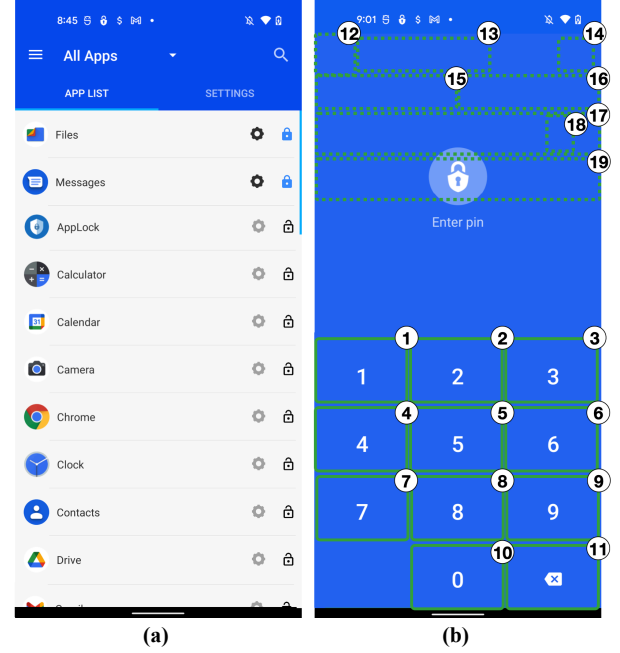 8:45
All Apps
APP LIST SETTINGS
Files
Messages
AppLock
Calculator
31 Calendar
Camera
Chrome
Clock
Contacts
Drive
(a)
9:01
12 13 14
15 16
17
18
19
Enter pin
1 2 3
1 2 3
4 5 6
4 5 6
7 8 9
7 8 9
10 11
0
(b)